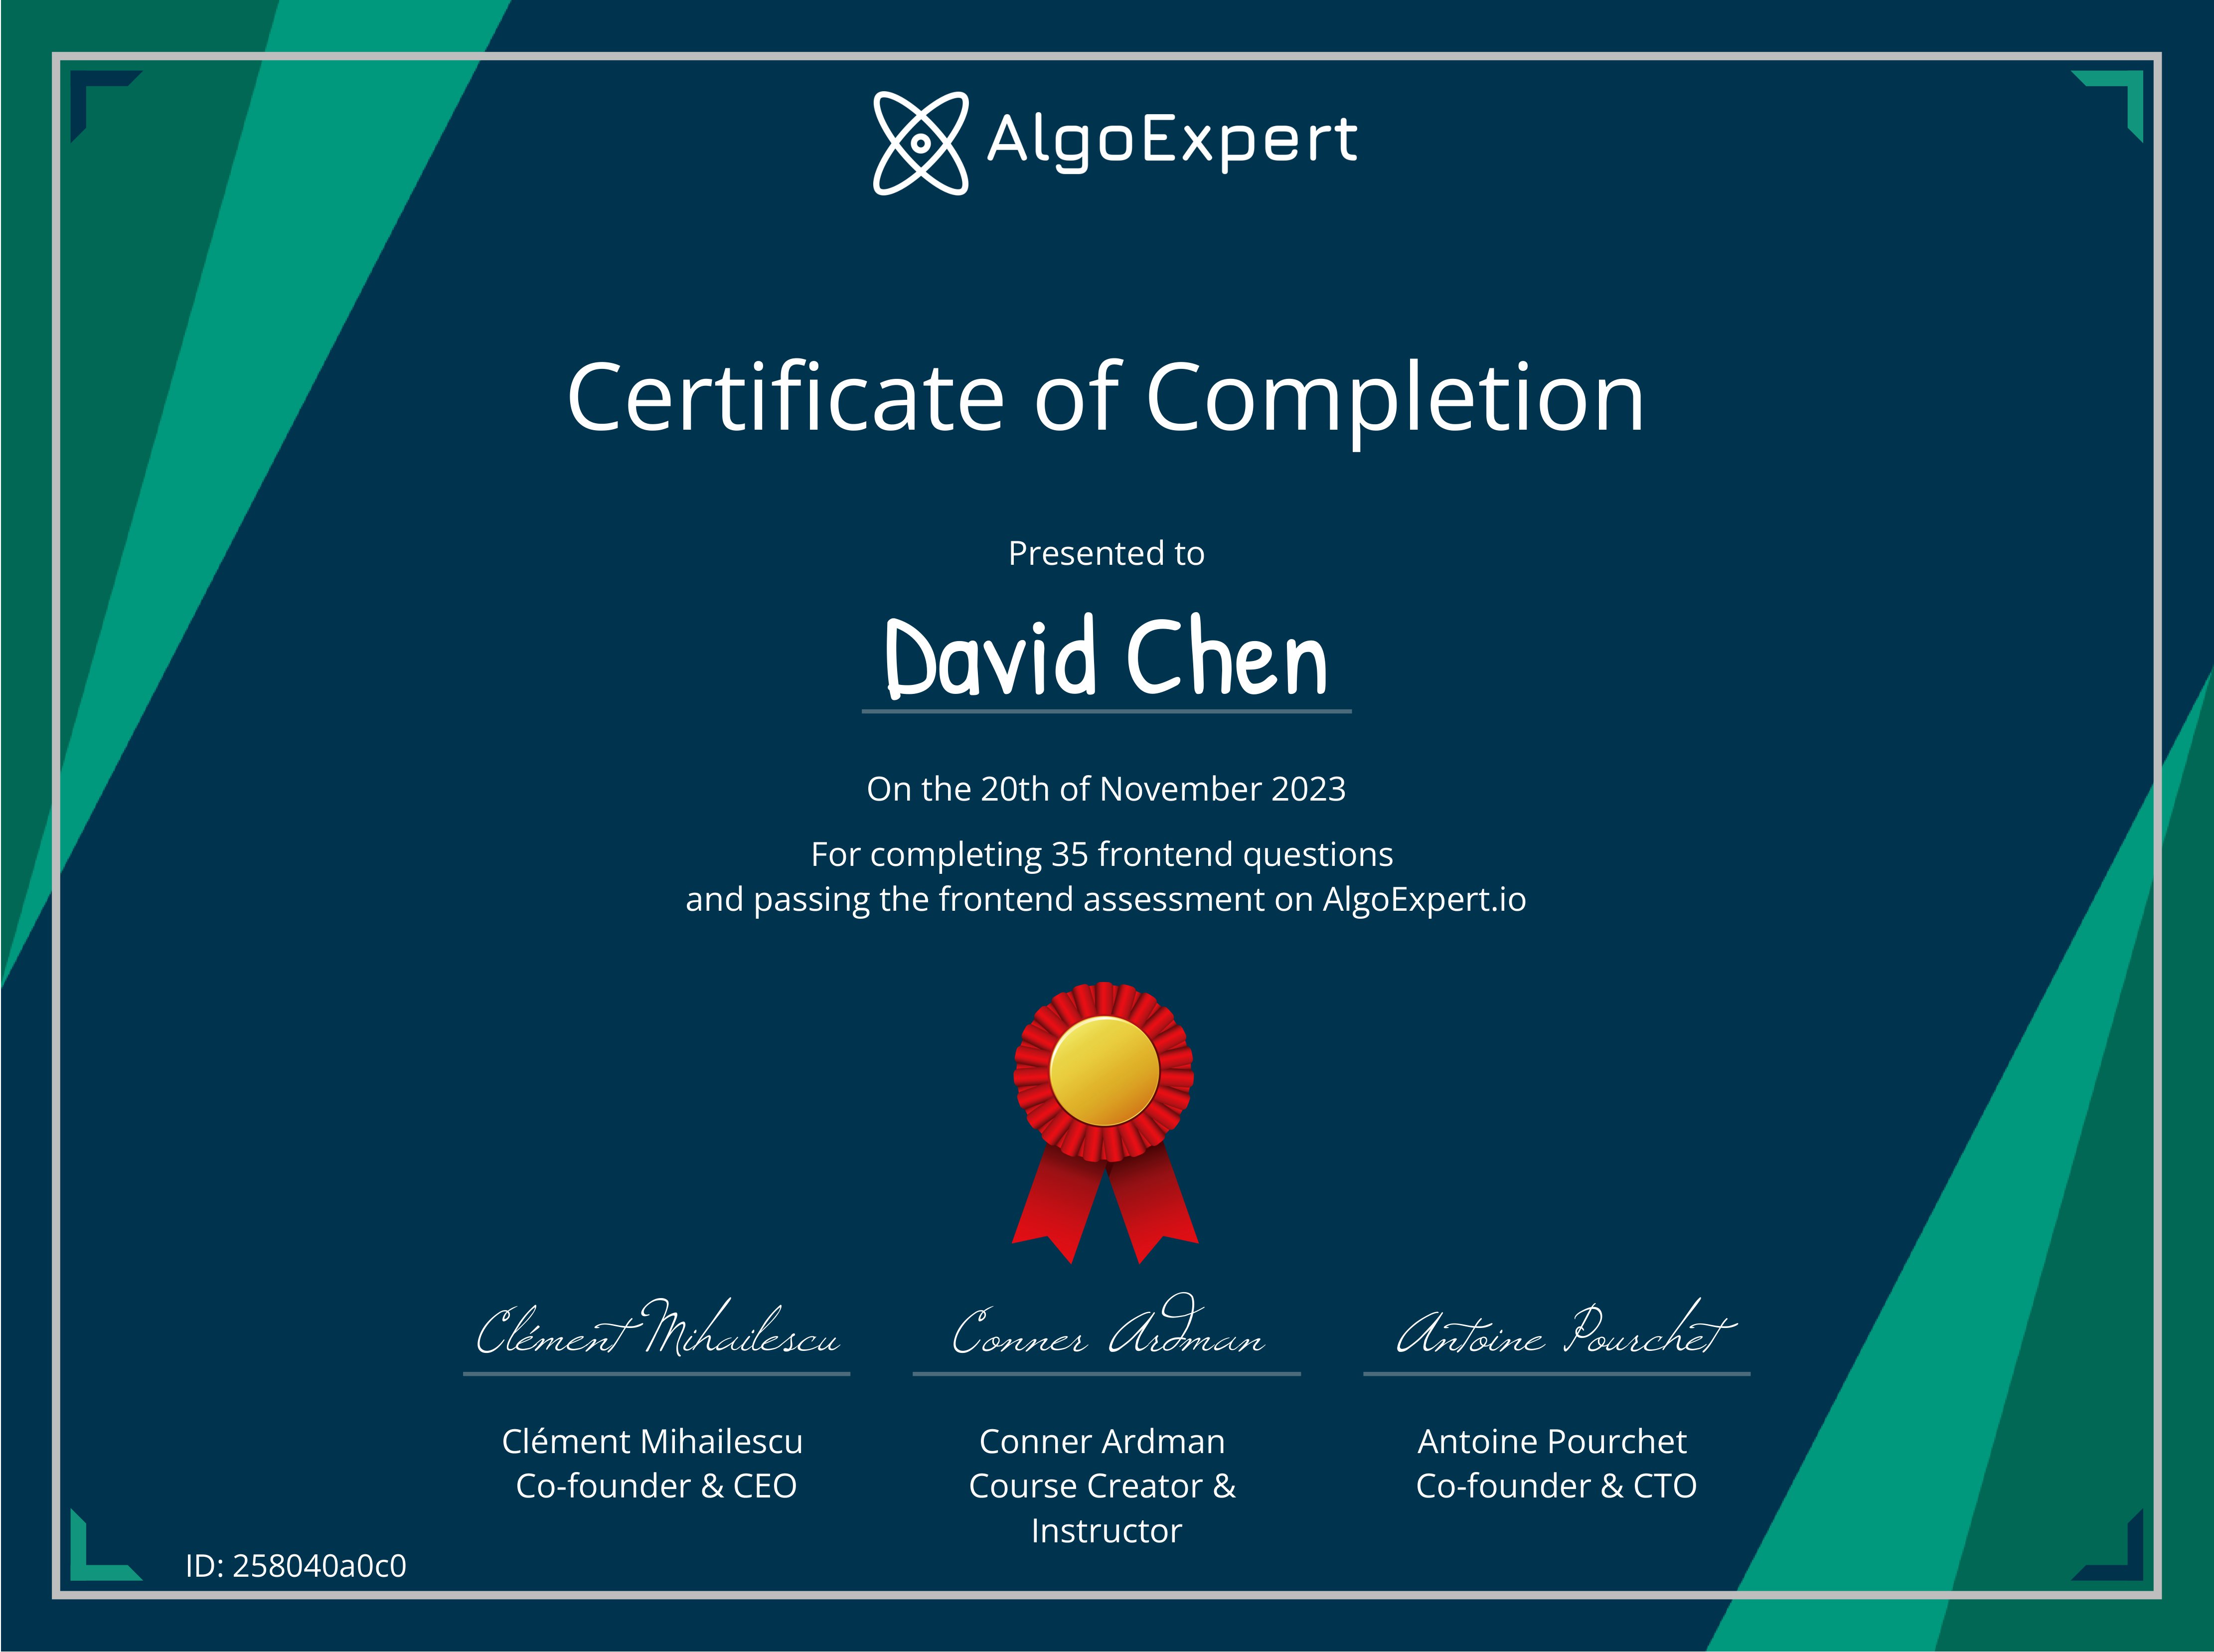 AlgoExpert
Certificate of Completion
Presented to
David Chen
On the 20th of November 2023
For completing 35 frontend questions
and passing the frontend assessment on AlgoExpert.io
Clément Mihailescu
Conner Ardman
Antoine Pourchet
Clément Mihailescu
Co-founder & CEO
Conner Ardman
Course Creator &
Instructor
Antoine Pourchet
Co-founder & CTO
ID: 258040a0c0